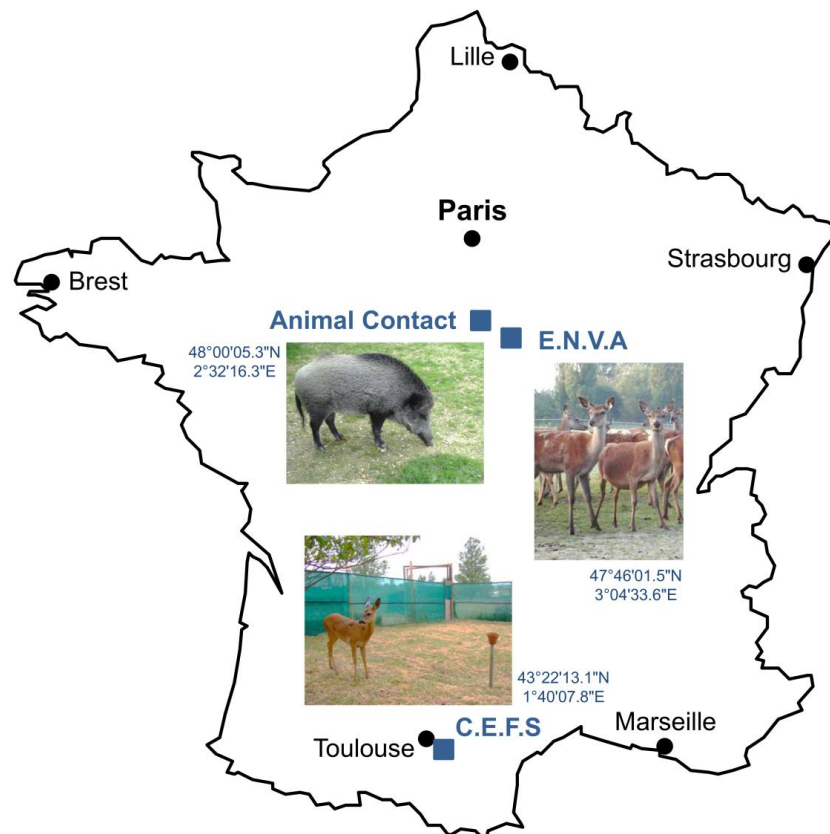 Lille
Paris
Strasbourg
Brest
Animal Contact
E.N.V.A
48°00'05.3"N
2°32'16.3"E
47°46'01.5"N
3°04'33.6"E
43°22'13.1"N
1°40'07.8"E
C.E.F.S
Marseille
Toulouse